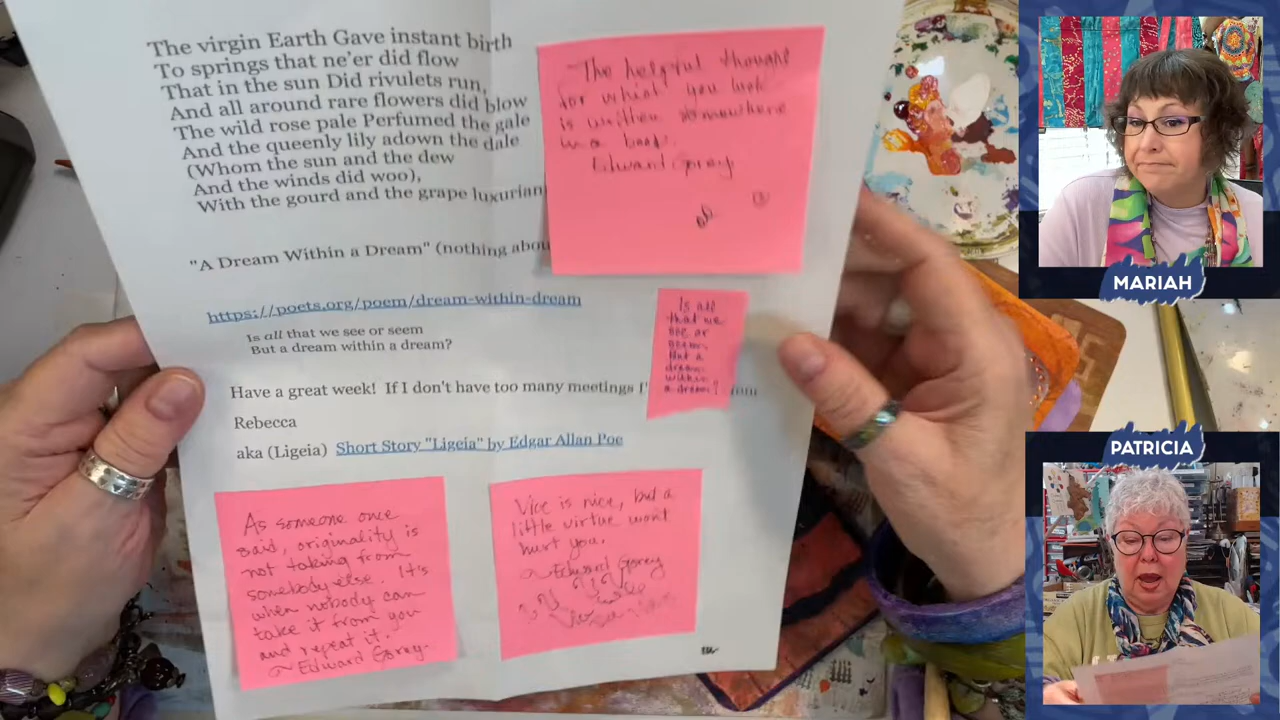 The virgin Earth Gave instant birth
To springs that ne'er did flow
That in the sun Did rivulets run,
And all around rare flowers did blow
The wild rose pale Perfumed the gale
And the queenly lily adown the dale
(Whom the sun and the dew
And the winds did woo),
With the gourd and the grape luxurian
"A Dream Within a Dream" (nothing abou
https://poets.org/poem/dream-within-dream
Is all that we see or seem
But a dream within a dream?
Have a great week! If I don't have too many meetings I'
Rebecca
aka (Ligeia) Short Story "Ligeia" by Edgar Allan Poe
The helpful thought
for which you look
is written somewhere
in a book.
Edward Gorey
Is all
that we
see or
seem,
But a
dream
within
a dream?
As someone once
said, originality is
not taking from
somebody else. It's
when nobody can
take it from you
and repeat it.
~ Edward Gorey
Vice is nice, but a
little virtue won't
hurt you.
~ Edward Gorey
MARIAH
PATRICIA